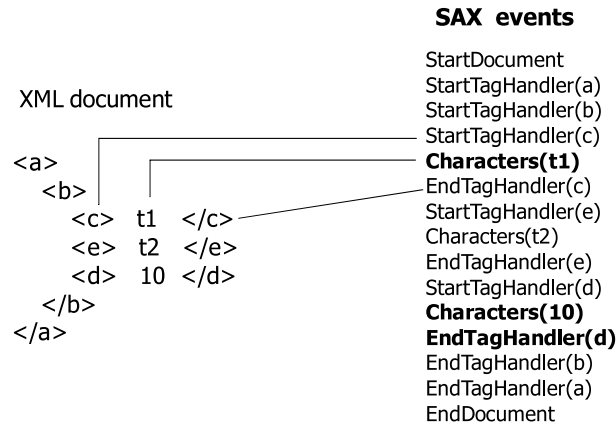 SAX events
StartDocument
StartTagHandler(a)
StartTagHandler(b)
StartTagHandler(c)
Characters(t1)
EndTagHandler(c)
StartTagHandler(e)
Characters(t2)
EndTagHandler(e)
StartTagHandler(d)
Characters(10)
EndTagHandler(d)
EndTagHandler(b)
EndTagHandler(a)
EndDocument
XML document
<a>
<b>
<c> t1 </c>
<e> t2 </e>
<d> 10 </d>
</b>
</a>